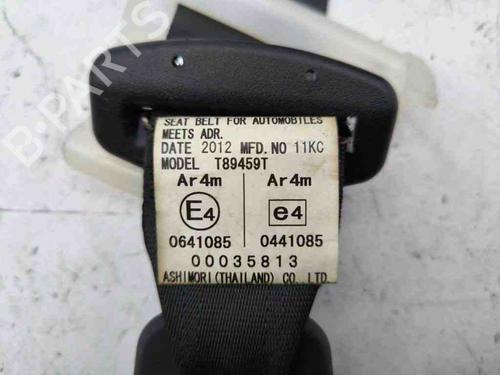 B-PARTS
SEAT BELT FOR AUTOMOBILES
MEETS ADR.
DATE 2012 MFD.NO 11KC
MODEL T89459T
Ar4m Ar4m
E4 e4
0641085 0441085
00035813
ASHIMORI(THAILAND) CO.,LTD